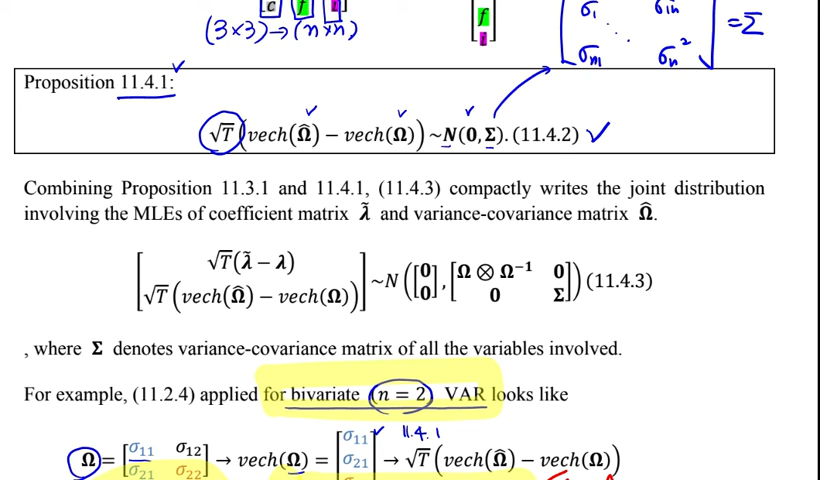 c f i
(3×3)→(n×n)
f
i
σ₁ σ₁ₙ
σₙ₁ σₙ² = Σ
Proposition 11.4.1:
√T(vech(Ω̂) − vech(Ω)) ~N(0, Σ). (11.4.2)
Combining Proposition 11.3.1 and 11.4.1, (11.4.3) compactly writes the joint distribution
involving the MLEs of coefficient matrix λ̃ and variance-covariance matrix Ω̂.
[√T(λ̃ − λ)
√T(vech(Ω̂) − vech(Ω))] ~N([0 0], [Ω ⊗ Ω⁻¹ 0 0 Σ]) (11.4.3)
, where Σ denotes variance-covariance matrix of all the variables involved.
For example, (11.2.4) applied for bivariate (n = 2) VAR looks like
11.4.1
Ω = [σ₁₁ σ₁₂ σ₂₁ σ₂₂] → vech(Ω) = [σ₁₁ σ₂₁ → √T(vech(Ω̂) − vech(Ω))